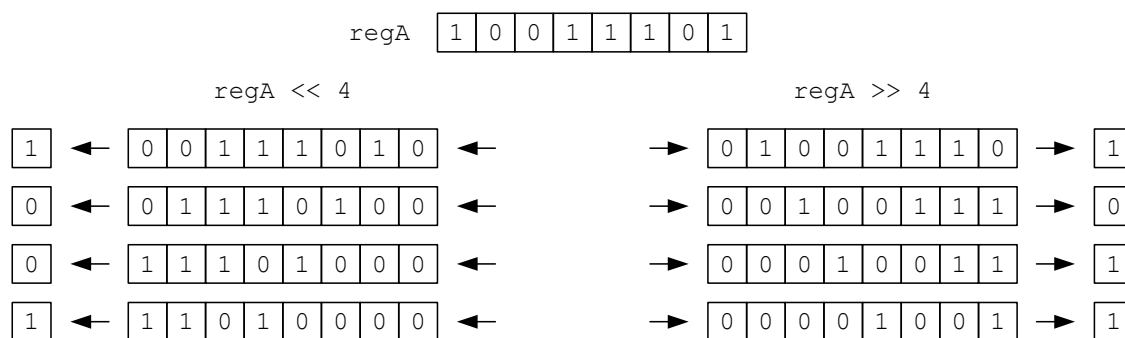 regA 1 0 0 1 1 1 0 1
regA << 4 regA >> 4
1 0 0 1 1 1 0 1 0 0 1 0 0 1 1 1 0 1
0 0 1 1 1 0 1 0 0 0 0 1 0 0 1 1 1 0
0 1 1 1 0 1 0 0 0 0 0 0 1 0 0 1 1 1
1 1 1 0 1 0 0 0 0 0 0 0 0 1 0 0 1 1